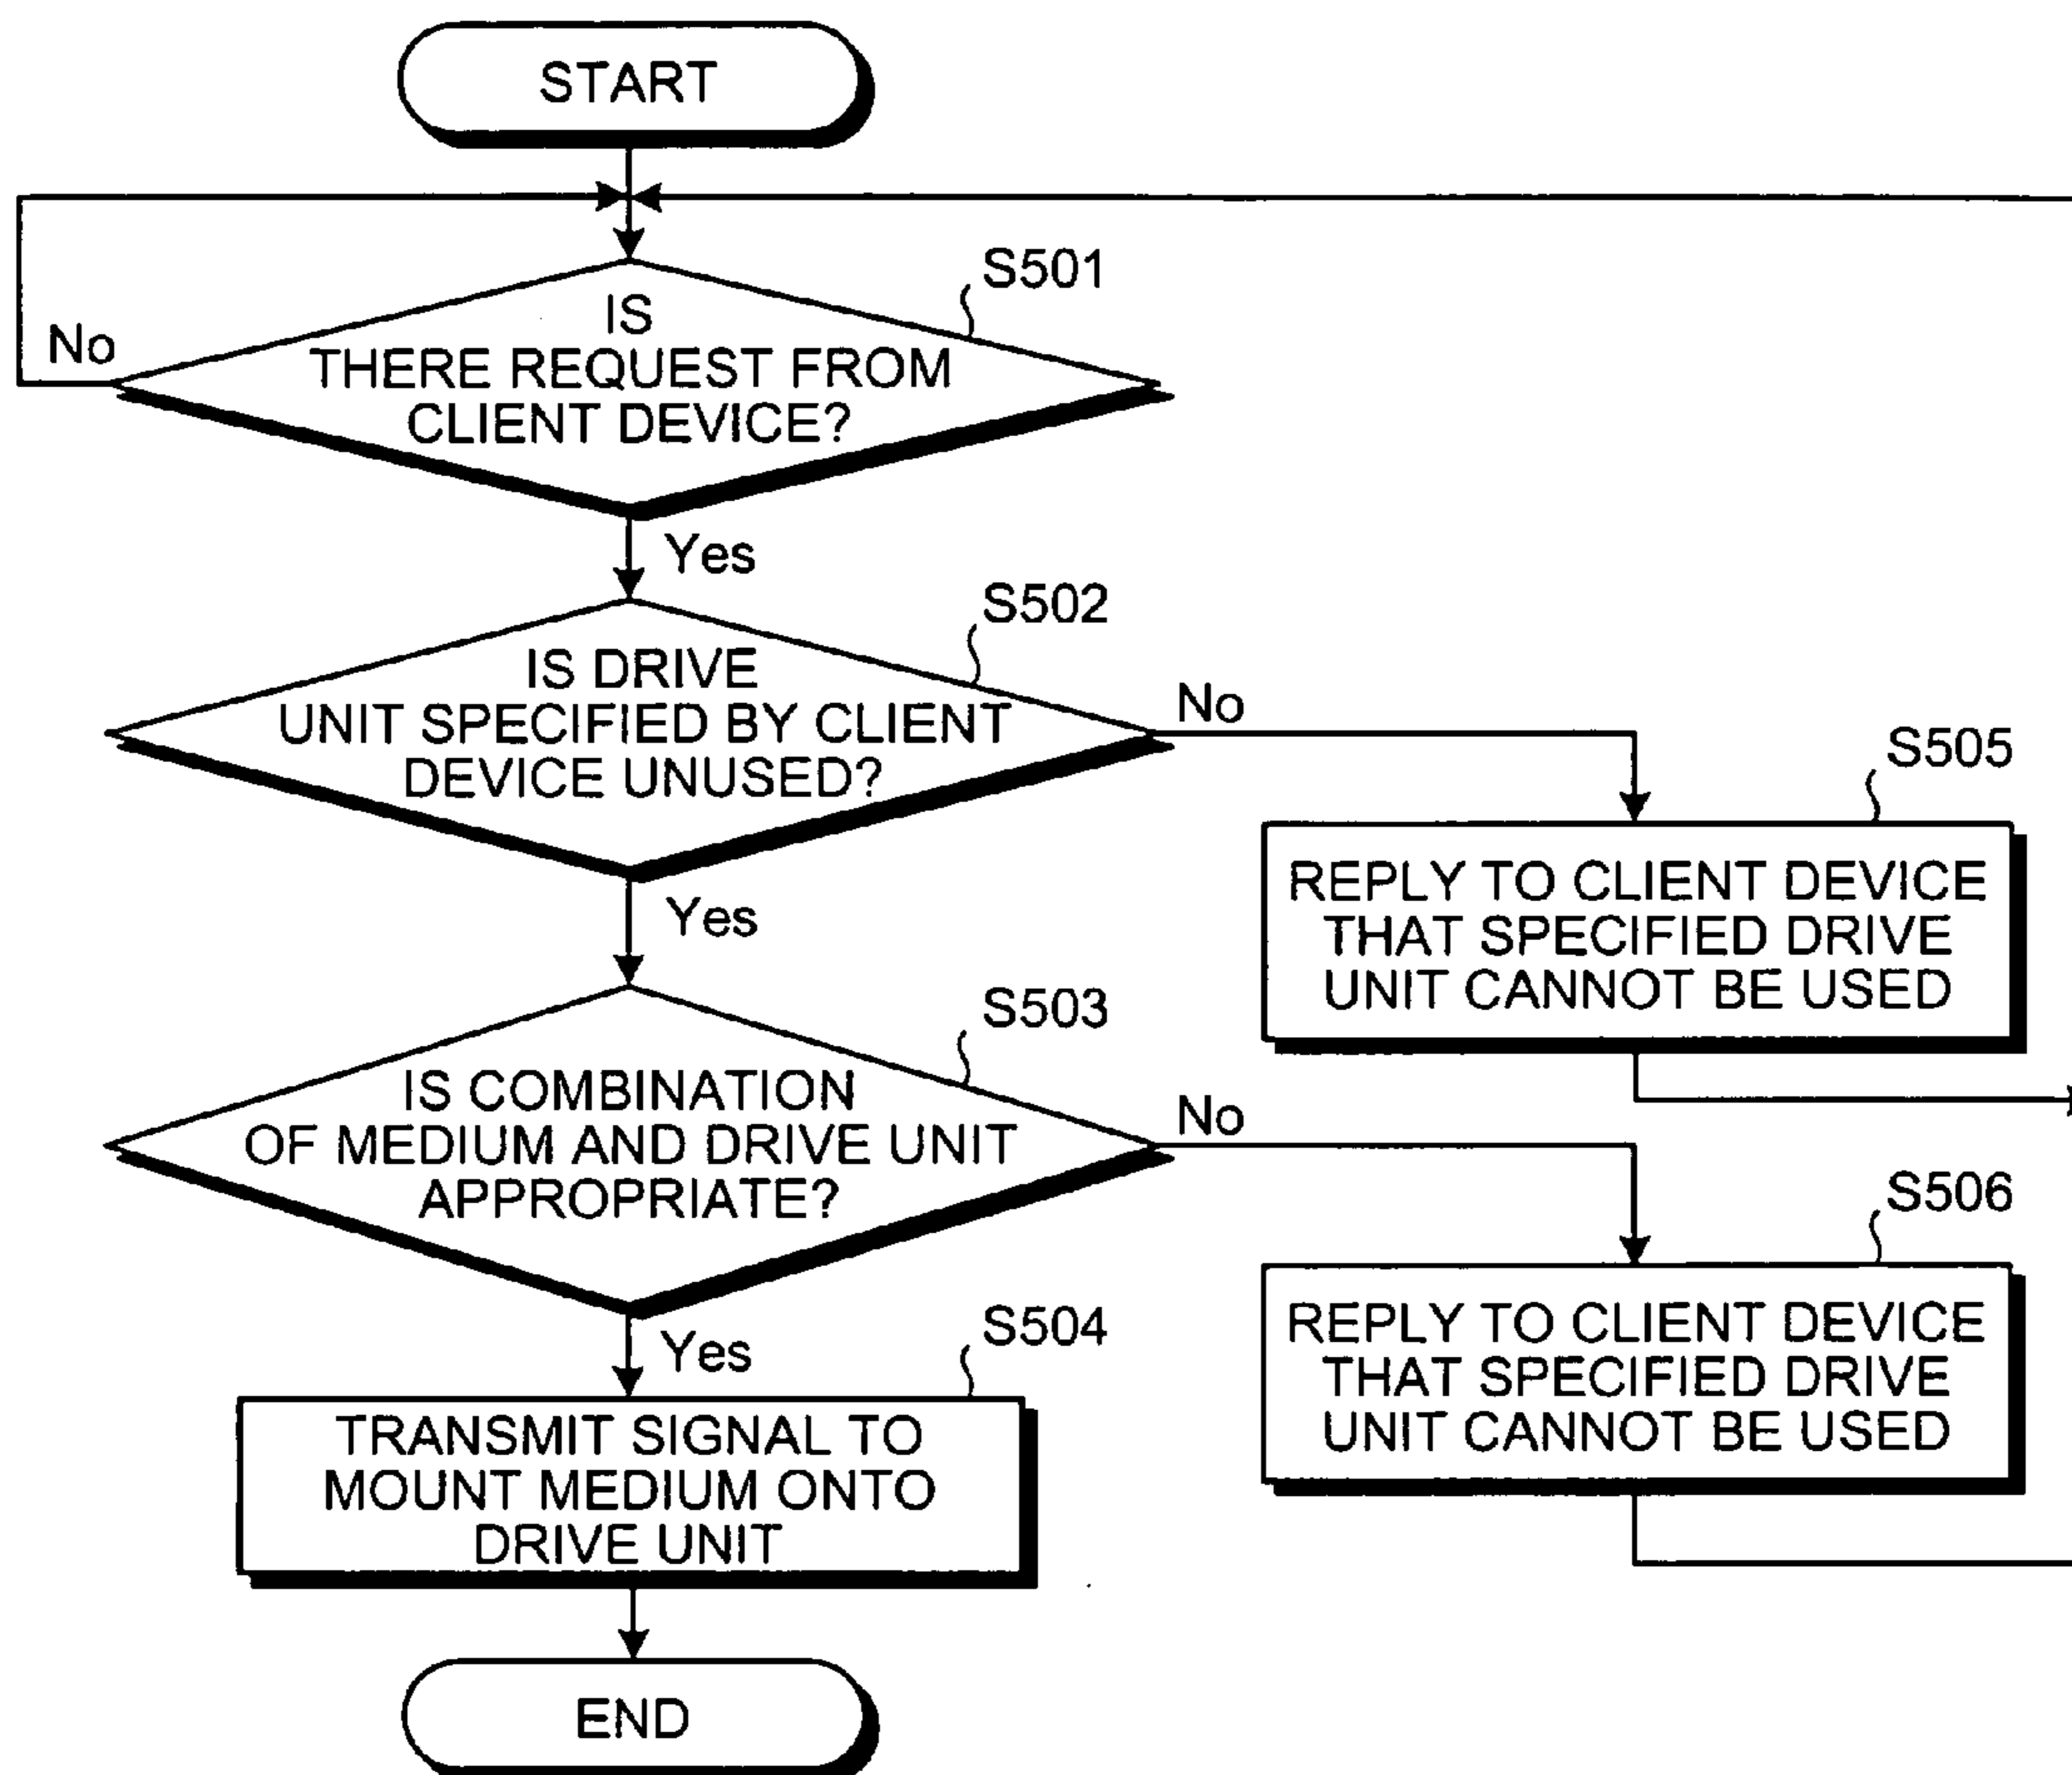 START
S501
IS
THERE REQUEST FROM
CLIENT DEVICE?
No
Yes
S502
IS DRIVE
UNIT SPECIFIED BY CLIENT
DEVICE UNUSED?
No
Yes
S505
REPLY TO CLIENT DEVICE
THAT SPECIFIED DRIVE
UNIT CANNOT BE USED
S503
IS COMBINATION
OF MEDIUM AND DRIVE UNIT
APPROPRIATE?
No
Yes
S506
REPLY TO CLIENT DEVICE
THAT SPECIFIED DRIVE
UNIT CANNOT BE USED
S504
TRANSMIT SIGNAL TO
MOUNT MEDIUM ONTO
DRIVE UNIT
END